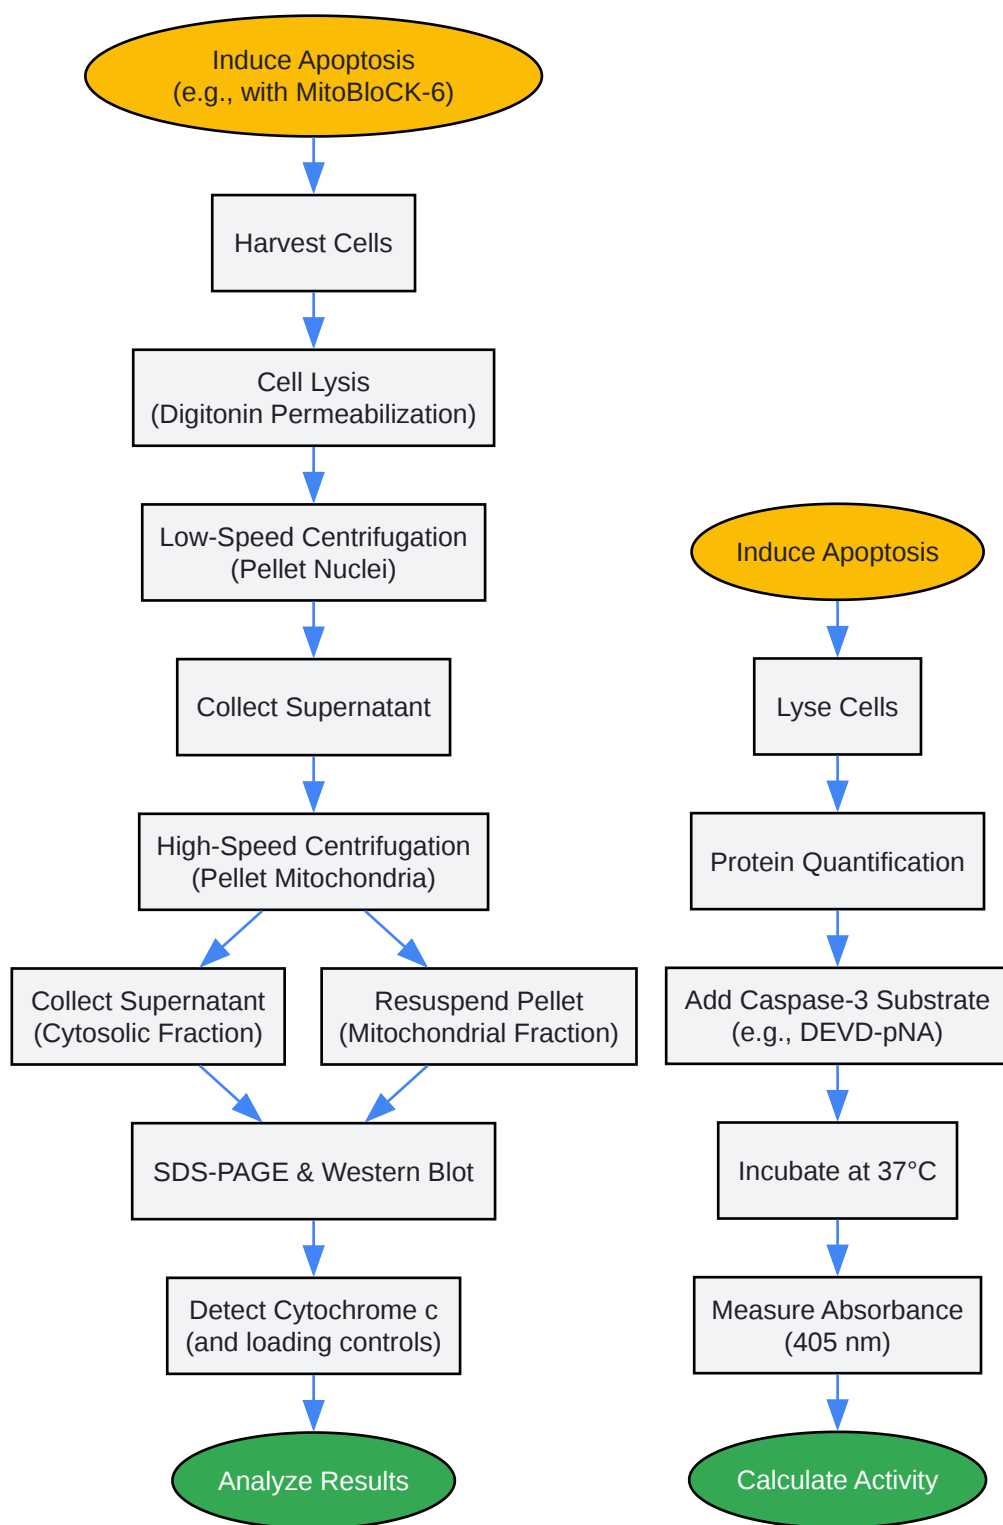 Induce Apoptosis
(e.g., with MitoBloCK-6)
Harvest Cells
Cell Lysis
(Digitonin Permeabilization)
Low-Speed Centrifugation
(Pellet Nuclei)
Collect Supernatant
High-Speed Centrifugation
(Pellet Mitochondria)
Collect Supernatant
(Cytosolic Fraction)
Resuspend Pellet
(Mitochondrial Fraction)
SDS-PAGE & Western Blot
Detect Cytochrome c
(and loading controls)
Analyze Results
Induce Apoptosis
Lyse Cells
Protein Quantification
Add Caspase-3 Substrate
(e.g., DEVD-pNA)
Incubate at 37°C
Measure Absorbance
(405 nm)
Calculate Activity